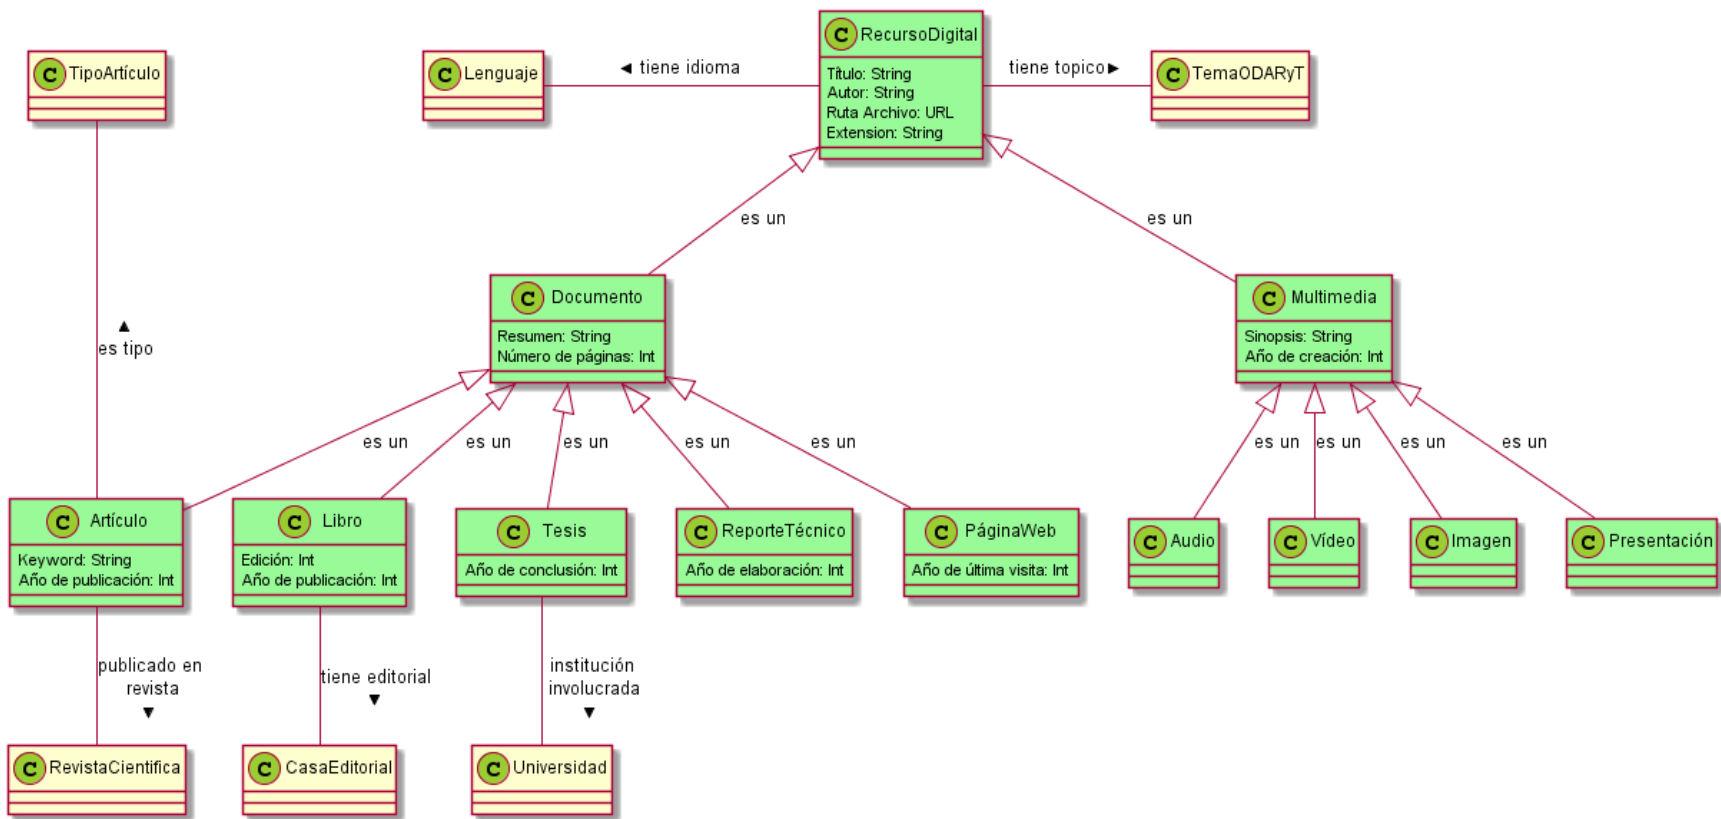 C RecursoDigital
Título: String
Autor: String
Ruta Archivo: URL
Extension: String
C TipoArtículo
C Lenguaje
◄ tiene idioma
tiene topico►
C TemaODARyT
es un
es un
C Documento
Resumen: String
Número de páginas: Int
C Multimedia
Sinopsis: String
Año de creación: Int
▲
es tipo
es un
es un
es un
es un
es un
es un
es un
es un
es un
C Artículo
Keyword: String
Año de publicación: Int
C Libro
Edición: Int
Año de publicación: Int
C Tesis
Año de conclusión: Int
C ReporteTécnico
Año de elaboración: Int
C PáginaWeb
Año de última visita: Int
C Audio
C Vídeo
C Imagen
C Presentación
publicado en
revista
▼
tiene editorial
▼
institución
involucrada
▼
C RevistaCientifica
C CasaEditorial
C Universidad